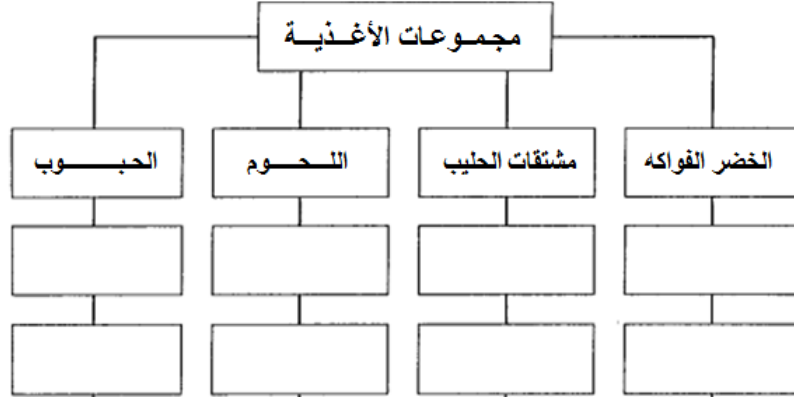 مجموعات الأغذية
الخضر الفواكه
مشتقات الحليب
اللحوم
الحبوب